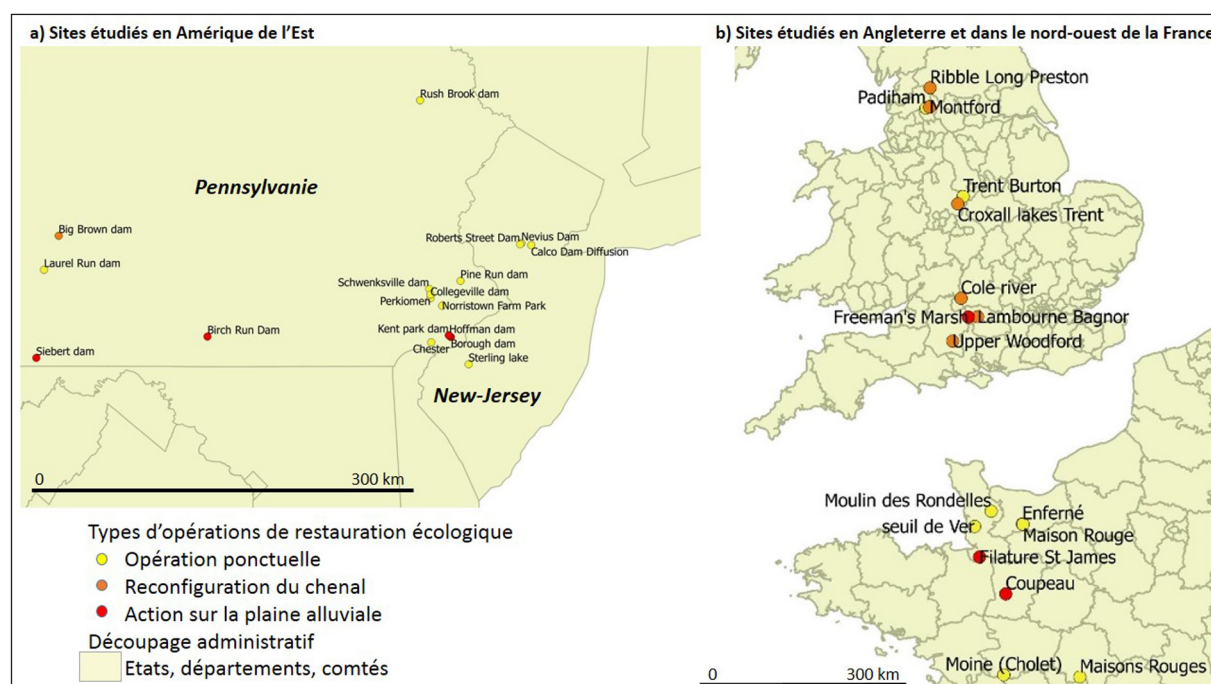 a) Sites étudiés en Amérique de l'Est
Rush Brook dam
Pennsylvanie
Big Brown dam
Laurel Run dam
Roberts Street Dam
Nevius Dam
Calco Dam Diffusion
Pine Run dam
Schwenksville dam
Collegeville dam
Perkiomen
Norristown Farm Park
Birch Run Dam
Kent park dam
Hoffman dam
Borough dam
Chester
Siebert dam
Sterling lake
New-Jersey
0
300 km
Types d'opérations de restauration écologique
Opération ponctuelle
Reconfiguration du chenal
Action sur la plaine alluviale
Découpage administratif
Etats, départements, comtés
b) Sites étudiés en Angleterre et dans le nord-ouest de la France
Ribble Long Preston
Padiham
Montford
Trent Burton
Croxall lakes Trent
Cole river
Freeman's Marsh
Lambourne Bagnor
Upper Woodford
Moulin des Rondelles
seuil de Ver
Enferné
Maison Rouge
Filature St James
Coupeau
Moine (Cholet)
Maisons Rouges
0
300 km